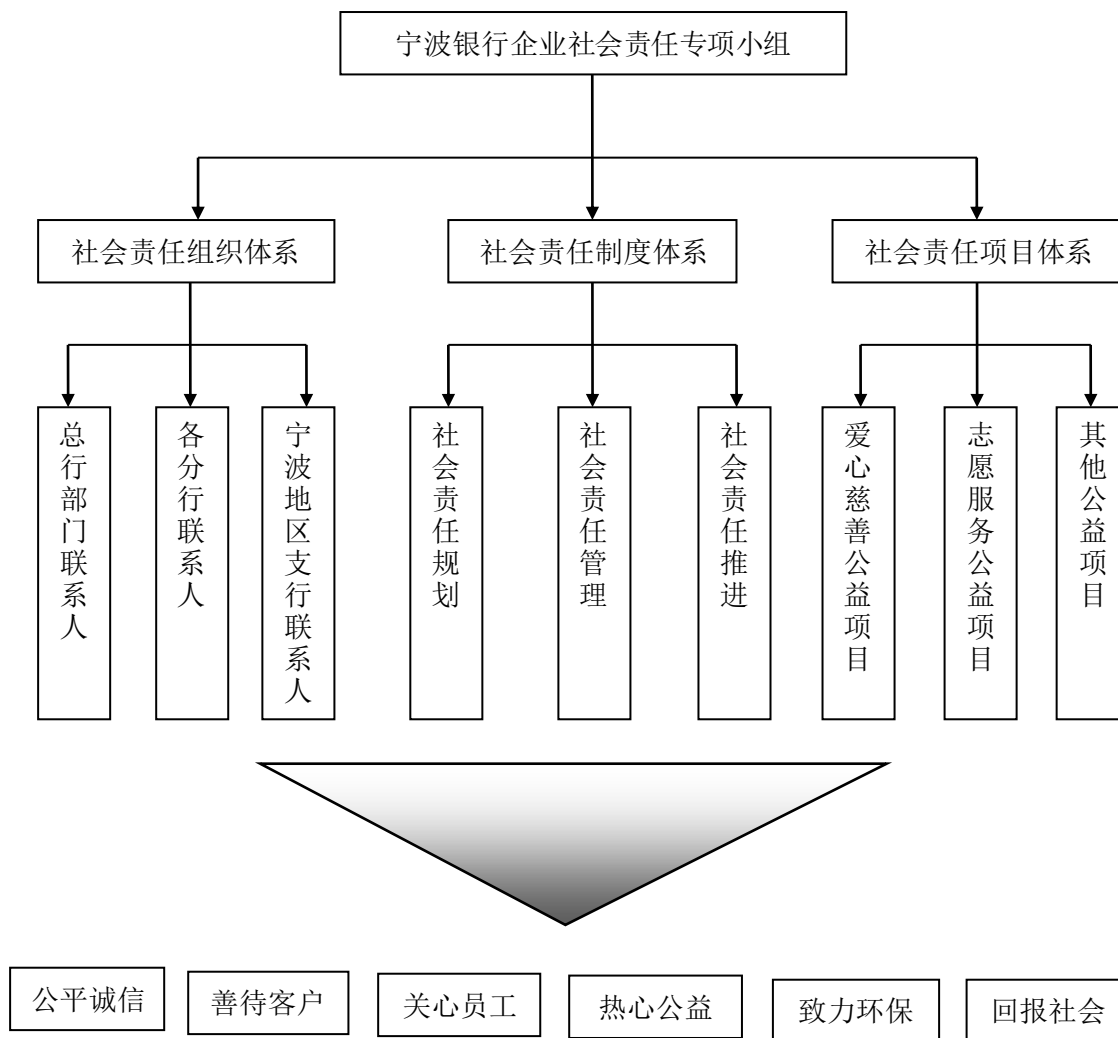 宁波银行企业社会责任专项小组
社会责任组织体系
社会责任制度体系
社会责任项目体系
总行部门联系人
各分行联系人
宁波地区支行联系人
社会责任规划
社会责任管理
社会责任推进
爱心慈善公益项目
志愿服务公益项目
其他公益项目
公平诚信
善待客户
关心员工
热心公益
致力环保
回报社会